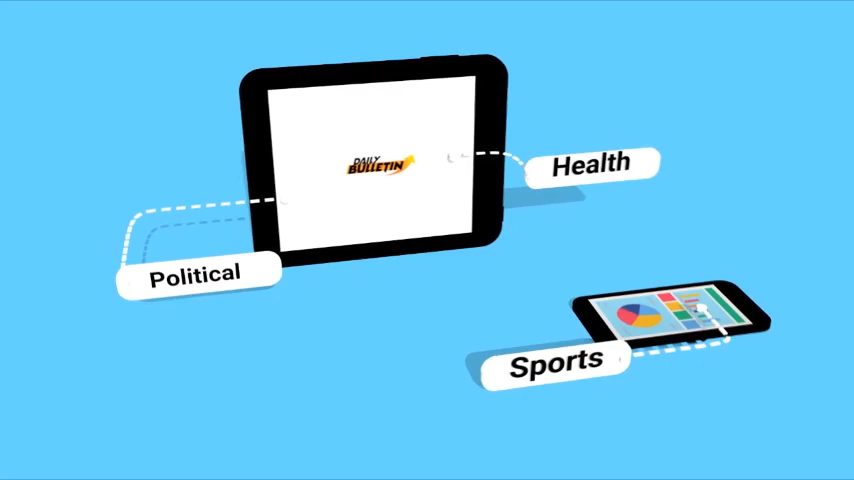 DAILY
BULLETIN
Health
Political
Sports